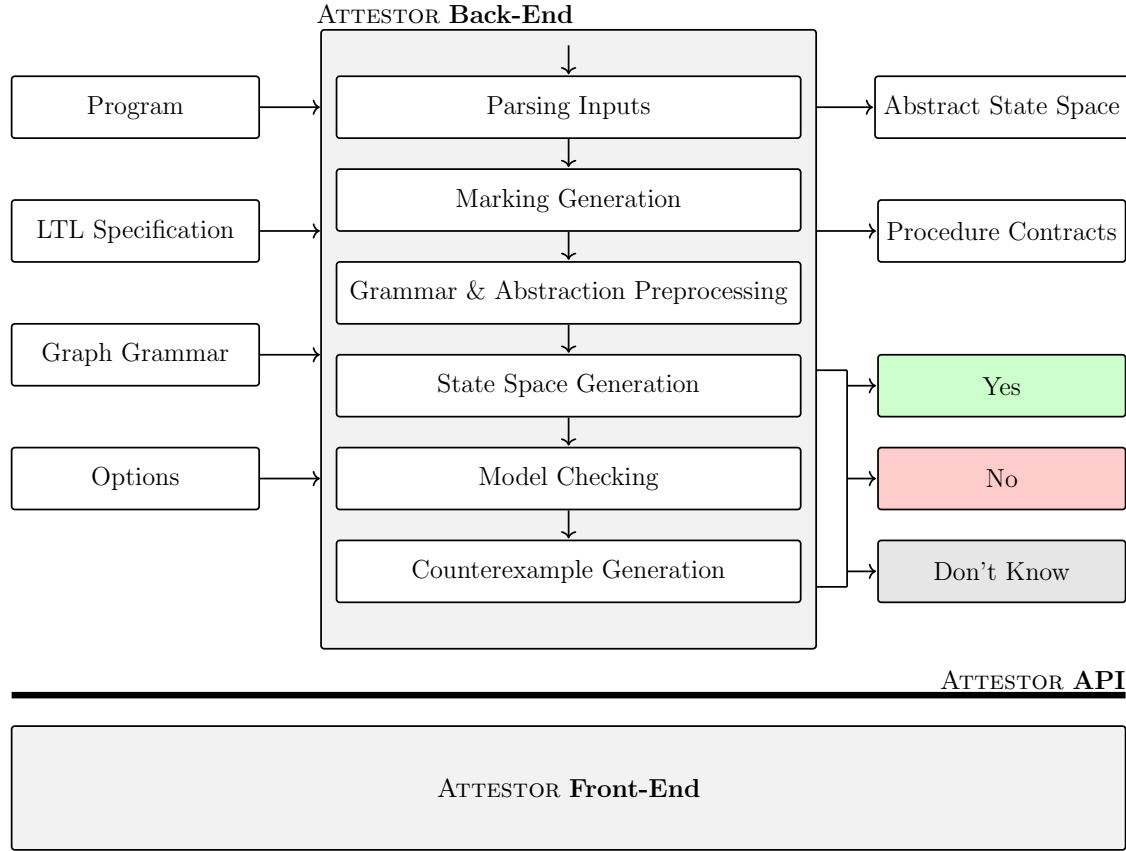 ATTESTOR Back-End
Program
LTL Specification
Graph Grammar
Options
Parsing Inputs
Marking Generation
Grammar & Abstraction Preprocessing
State Space Generation
Model Checking
Counterexample Generation
Abstract State Space
Procedure Contracts
Yes
No
Don't Know
ATTESTOR API
ATTESTOR Front-End